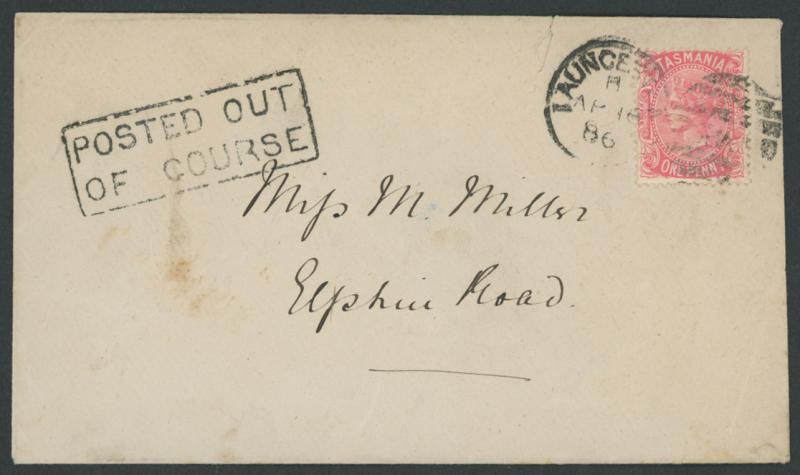 POSTED OUT
OF COURSE
LAUNCES
H
AP 16
86
TASMANIA
ONE PENNY
Miss M. Miller
Elphin Road.